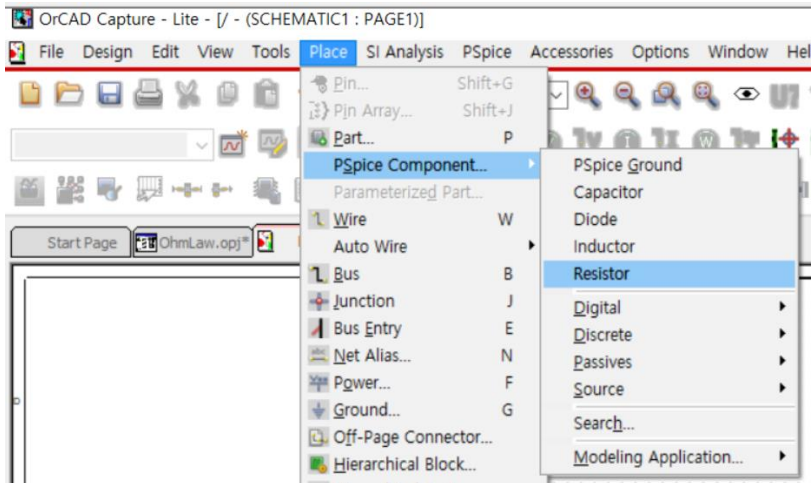 OrCAD Capture - Lite - [/ - (SCHEMATIC1 : PAGE1)]
File Design Edit View Tools Place SI Analysis PSpice Accessories Options Window
Pin... Shift+G
Pin Array... Shift+J
Part... P
PSpice Component...
Parameterized Part...
Wire W
Auto Wire
Bus B
Junction J
Bus Entry E
Net Alias... N
Power... F
Ground... G
Off-Page Connector...
Hierarchical Block...
PSpice Ground
Capacitor
Diode
Inductor
Resistor
Digital
Discrete
Passives
Source
Search...
Modeling Application...
Start Page OhmLaw.opj*